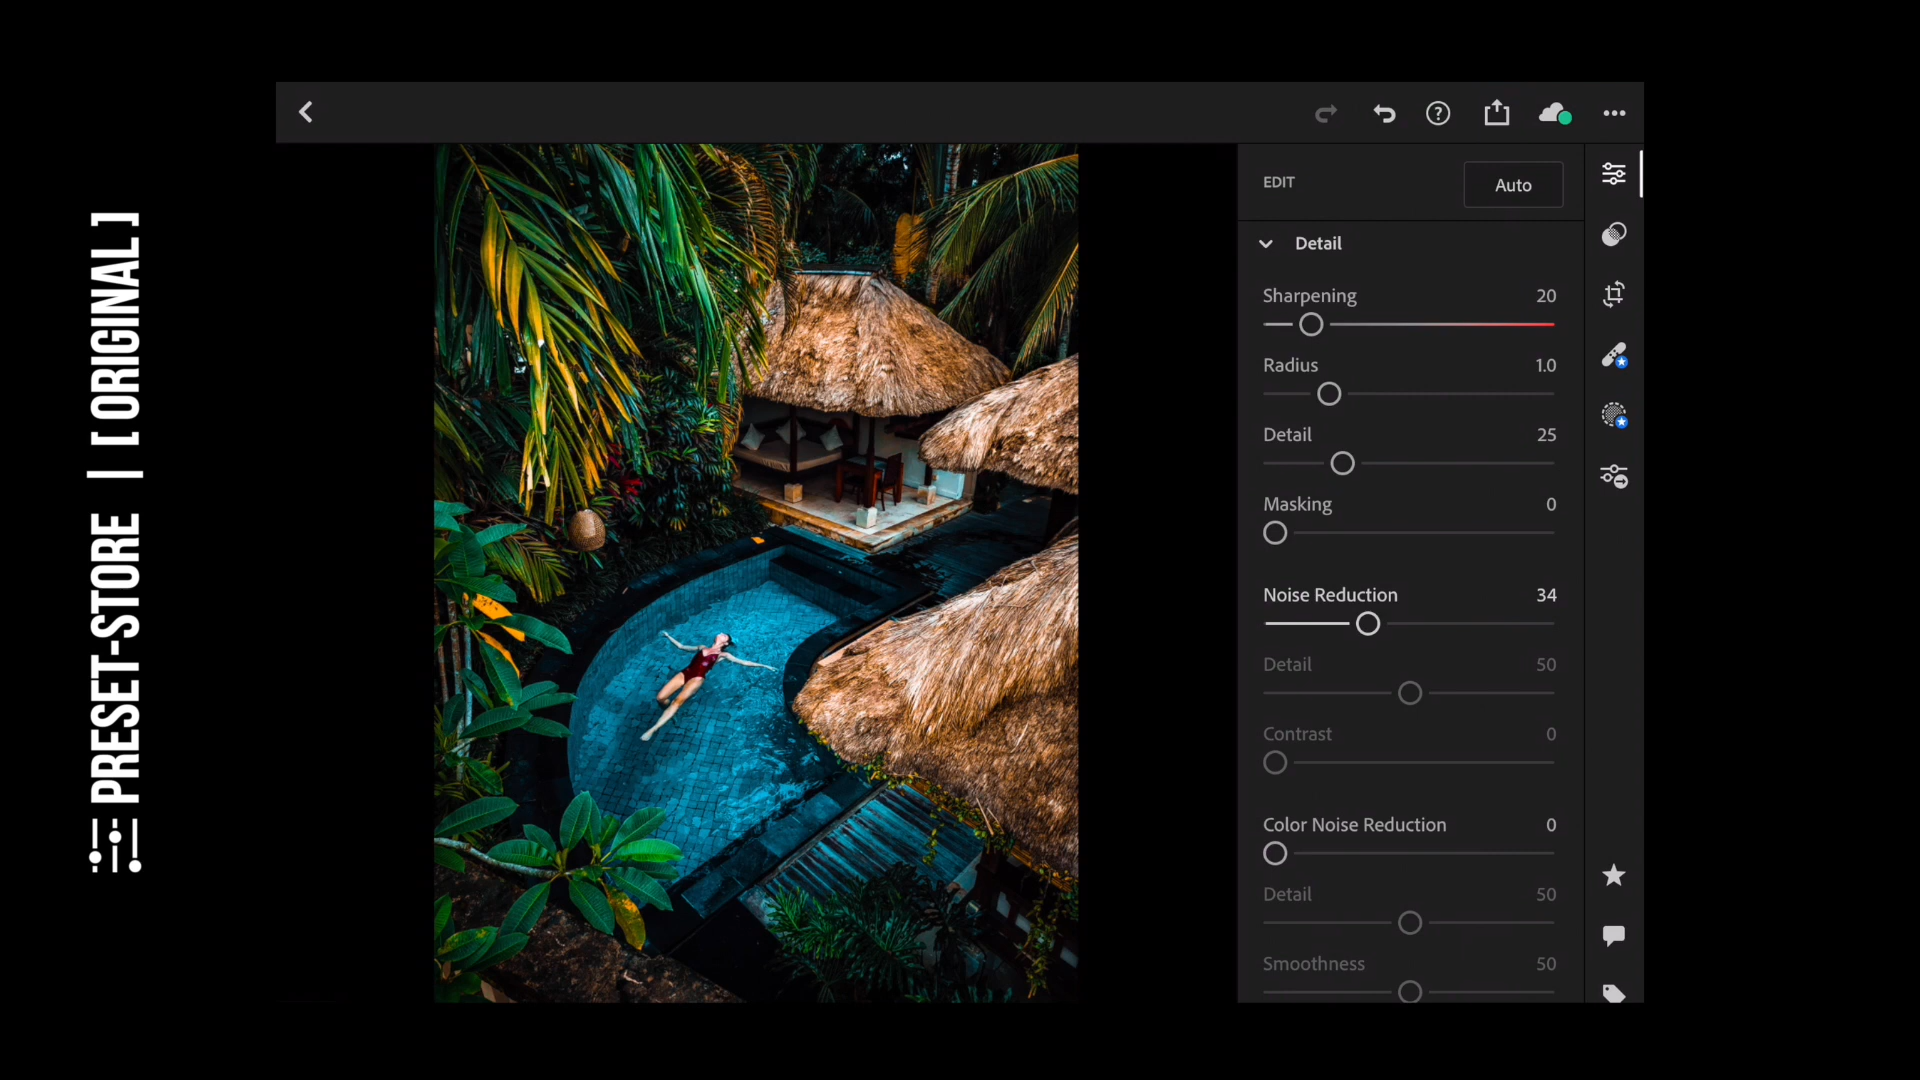 PRESET-STORE | [ORIGINAL]
EDIT
Auto
Detail
Sharpening 20
Radius 1.0
Detail 25
Masking 0
Noise Reduction 34
Detail 50
Contrast 0
Color Noise Reduction 0
Detail 50
Smoothness 50